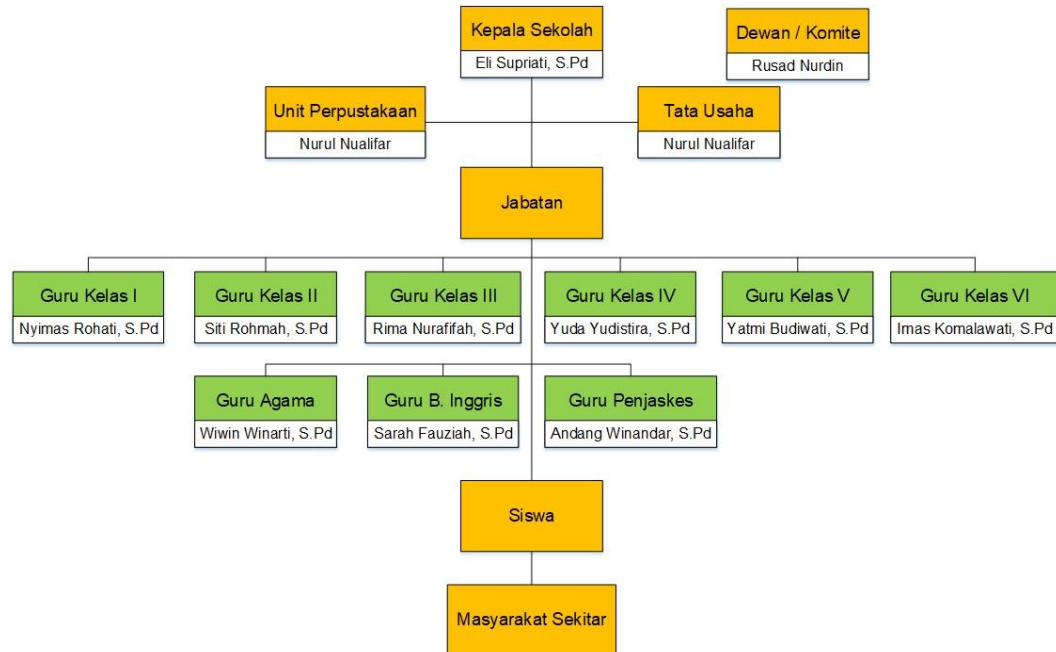 Kepala Sekolah
Eli Supriati, S.Pd
Dewan / Komite
Rusad Nurdin
Unit Perpustakaan
Nurul Nualifar
Tata Usaha
Nurul Nualifar
Jabatan
Guru Kelas I
Nyimas Rohati, S.Pd
Guru Kelas II
Siti Rohmah, S.Pd
Guru Kelas III
Rima Nurafifah, S.Pd
Guru Kelas IV
Yuda Yudistira, S.Pd
Guru Kelas V
Yatmi Budiwati, S.Pd
Guru Kelas VI
Imas Komalawati, S.Pd
Guru Agama
Wiwin Winarti, S.Pd
Guru B. Inggris
Sarah Fauziah, S.Pd
Guru Penjaskes
Andang Winandar, S.Pd
Siswa
Masyarakat Sekitar